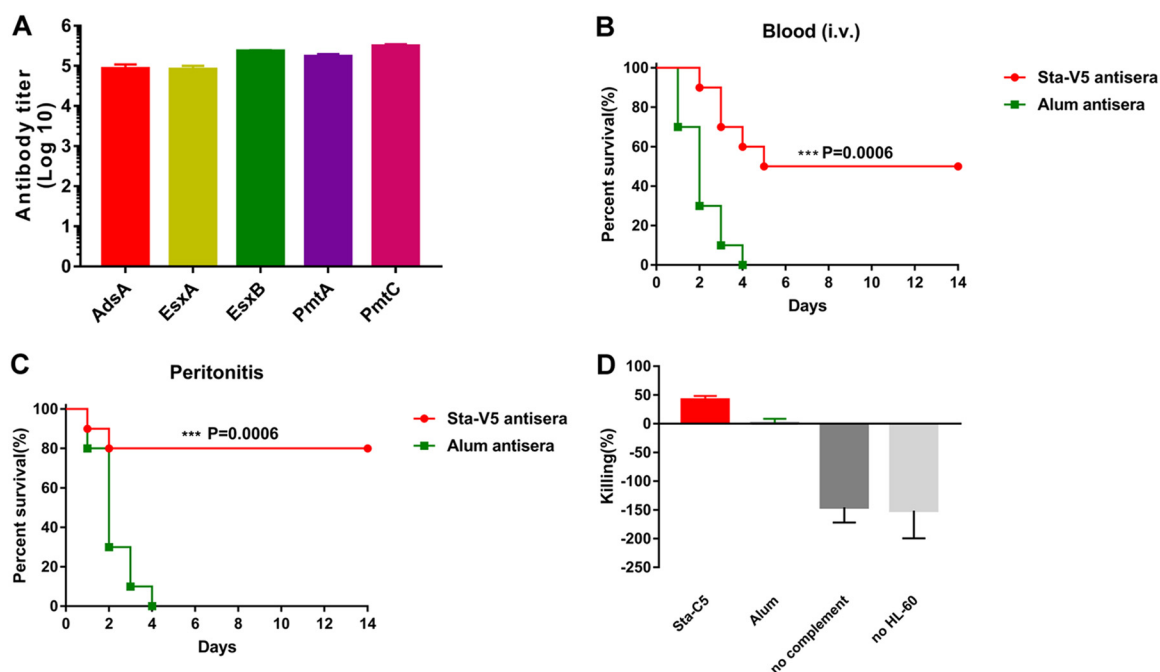 A
Antibody titer
(Log 10)
6
5
4
3
2
1
0
AdsA
EsxA
EsxB
PmtA
PmtC
B
Blood (i.v.)
Percent survival(%)
100
80
60
40
20
0
0 2 4 6 8 10 12 14
Days
*** P=0.0006
Sta-V5 antisera
Alum antisera
C
Peritonitis
Percent survival(%)
100
80
60
40
20
0
0 2 4 6 8 10 12 14
Days
*** P=0.0006
Sta-V5 antisera
Alum antisera
D
Killing(%)
100
50
0
-50
-100
-150
-200
-250
Sta-C5
Alum
no complement
no HL-60